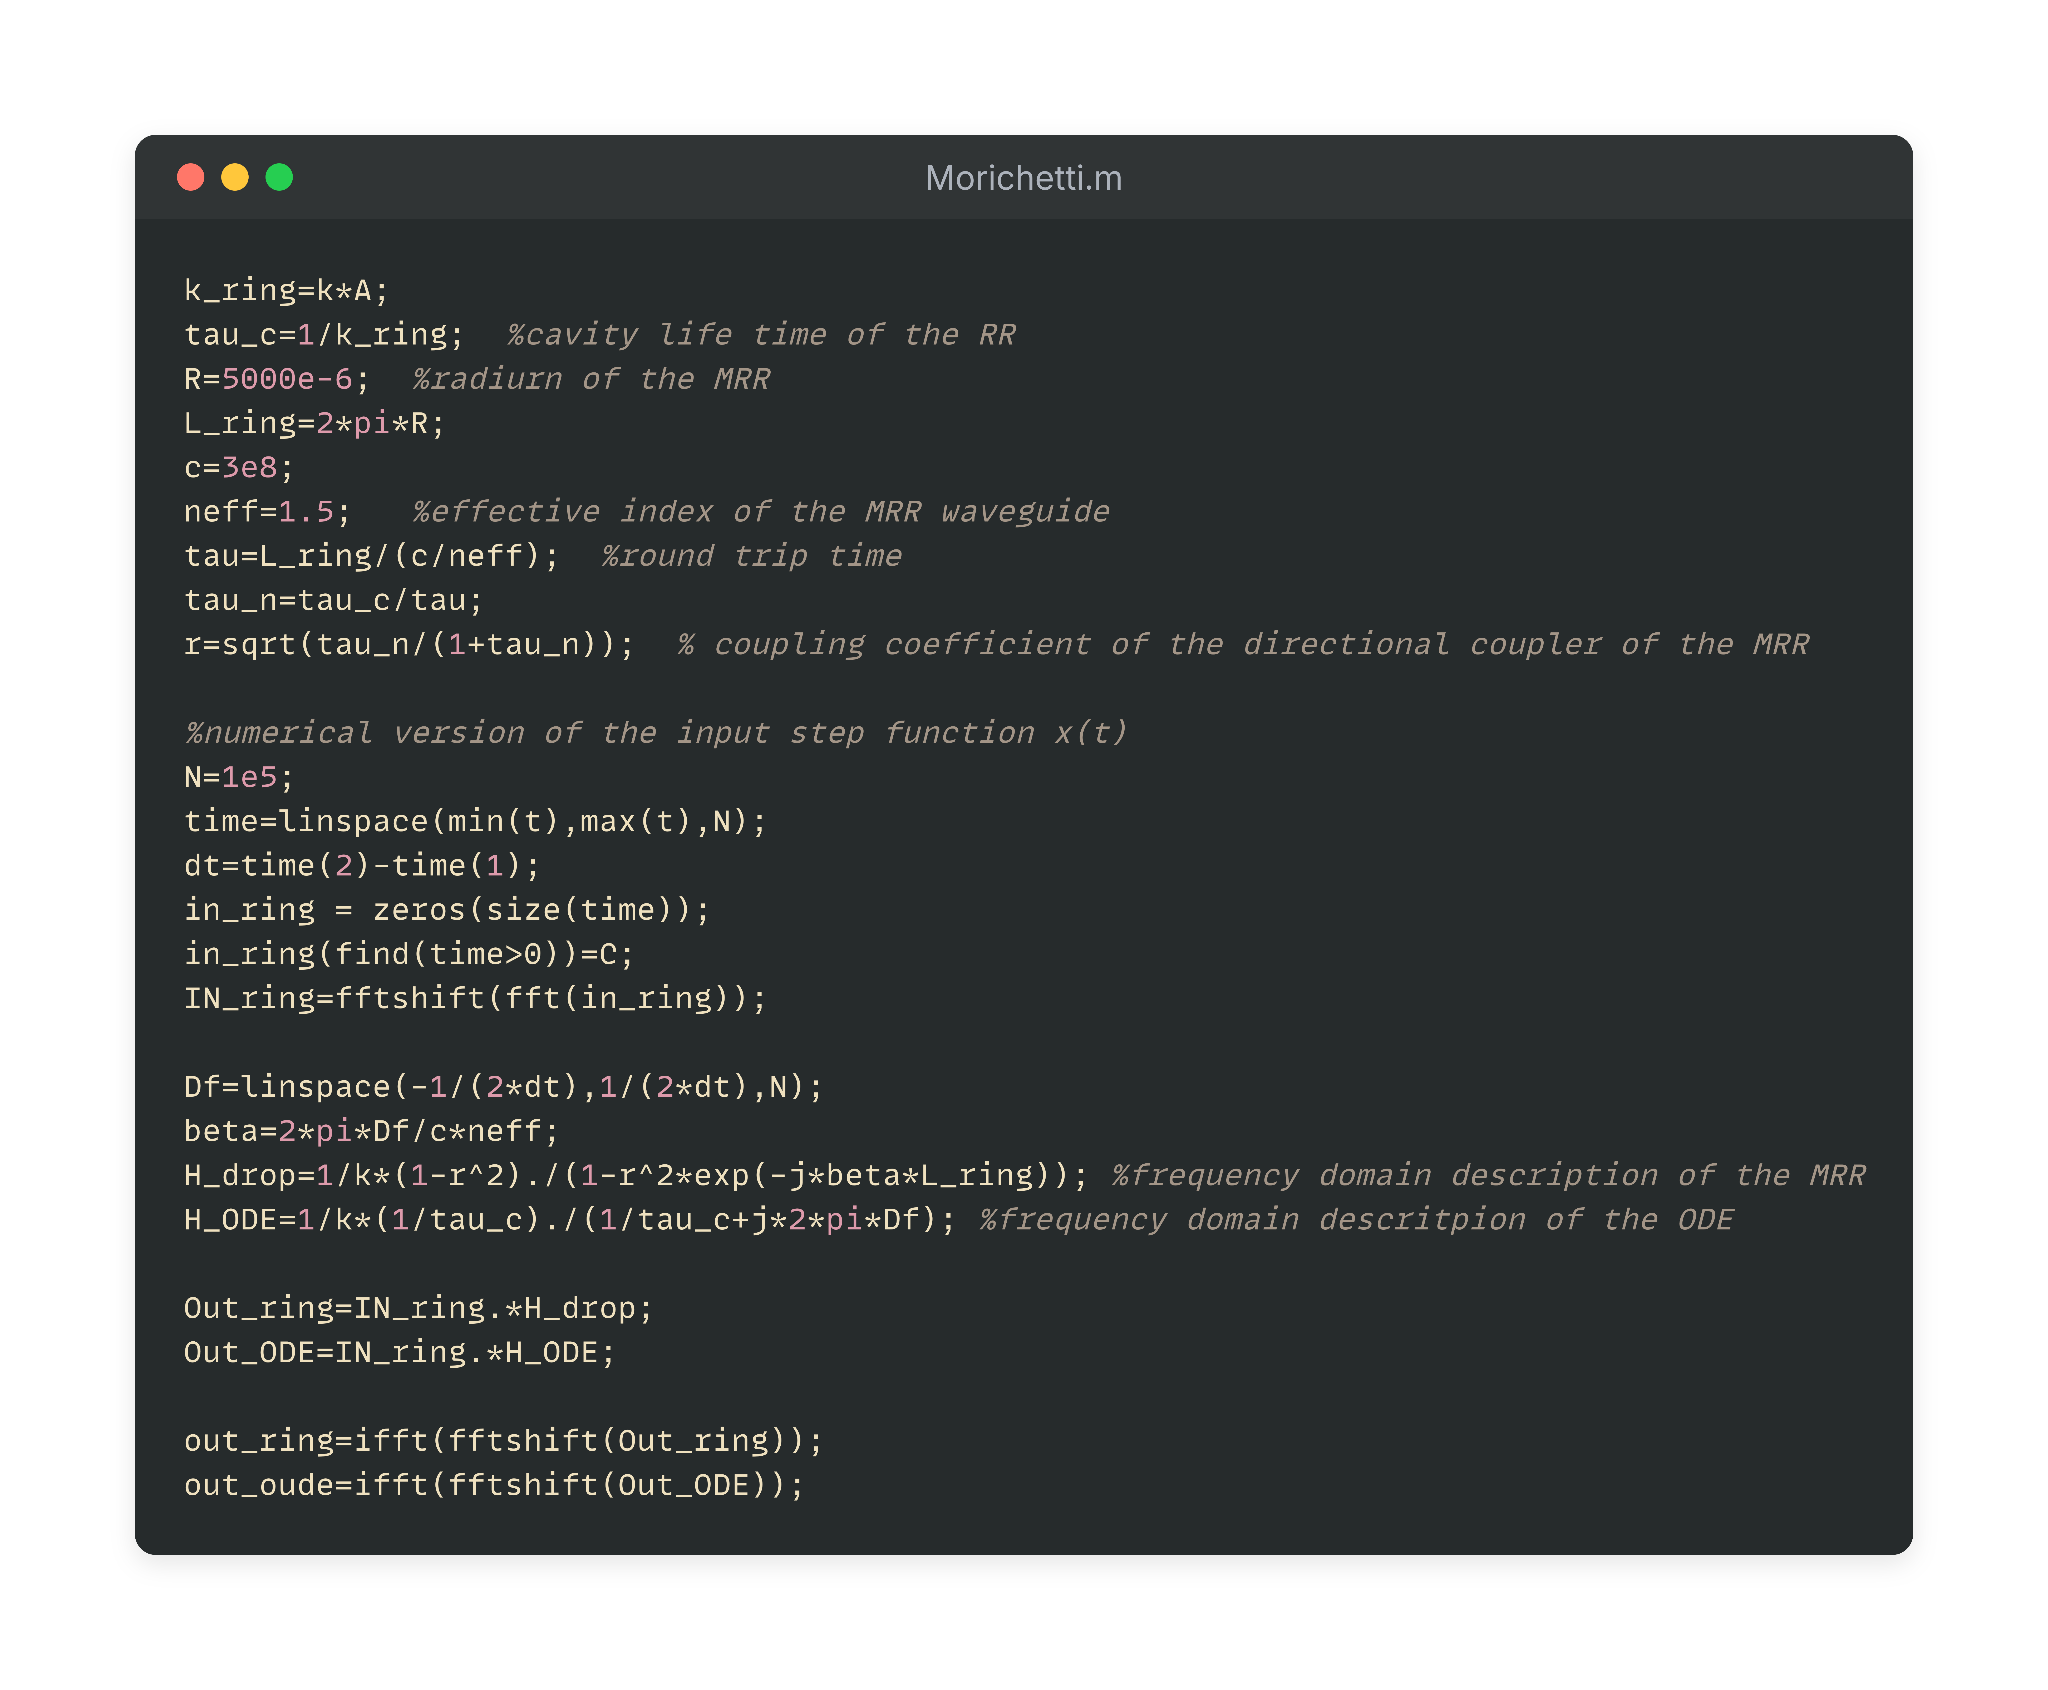 Morichetti.m
k_ring=k*A;
tau_c=1/k_ring;  %cavity life time of the RR
R=5000e-6;  %radiurn of the MRR
L_ring=2*pi*R;
c=3e8;
neff=1.5;   %effective index of the MRR waveguide
tau=L_ring/(c/neff);  %round trip time
tau_n=tau_c/tau;
r=sqrt(tau_n/(1+tau_n));  % coupling coefficient of the directional coupler of the MRR
%numerical version of the input step function x(t)
N=1e5;
time=linspace(min(t),max(t),N);
dt=time(2)-time(1);
in_ring = zeros(size(time));
in_ring(find(time>0))=C;
IN_ring=fftshift(fft(in_ring));
Df=linspace(-1/(2*dt),1/(2*dt),N);
beta=2*pi*Df/c*neff;
H_drop=1/k*(1-r^2)./(1-r^2*exp(-j*beta*L_ring)); %frequency domain description of the MRR
H_ODE=1/k*(1/tau_c)./(1/tau_c+j*2*pi*Df); %frequency domain descritpion of the ODE
Out_ring=IN_ring.*H_drop;
Out_ODE=IN_ring.*H_ODE;
out_ring=ifft(fftshift(Out_ring));
out_oude=ifft(fftshift(Out_ODE));